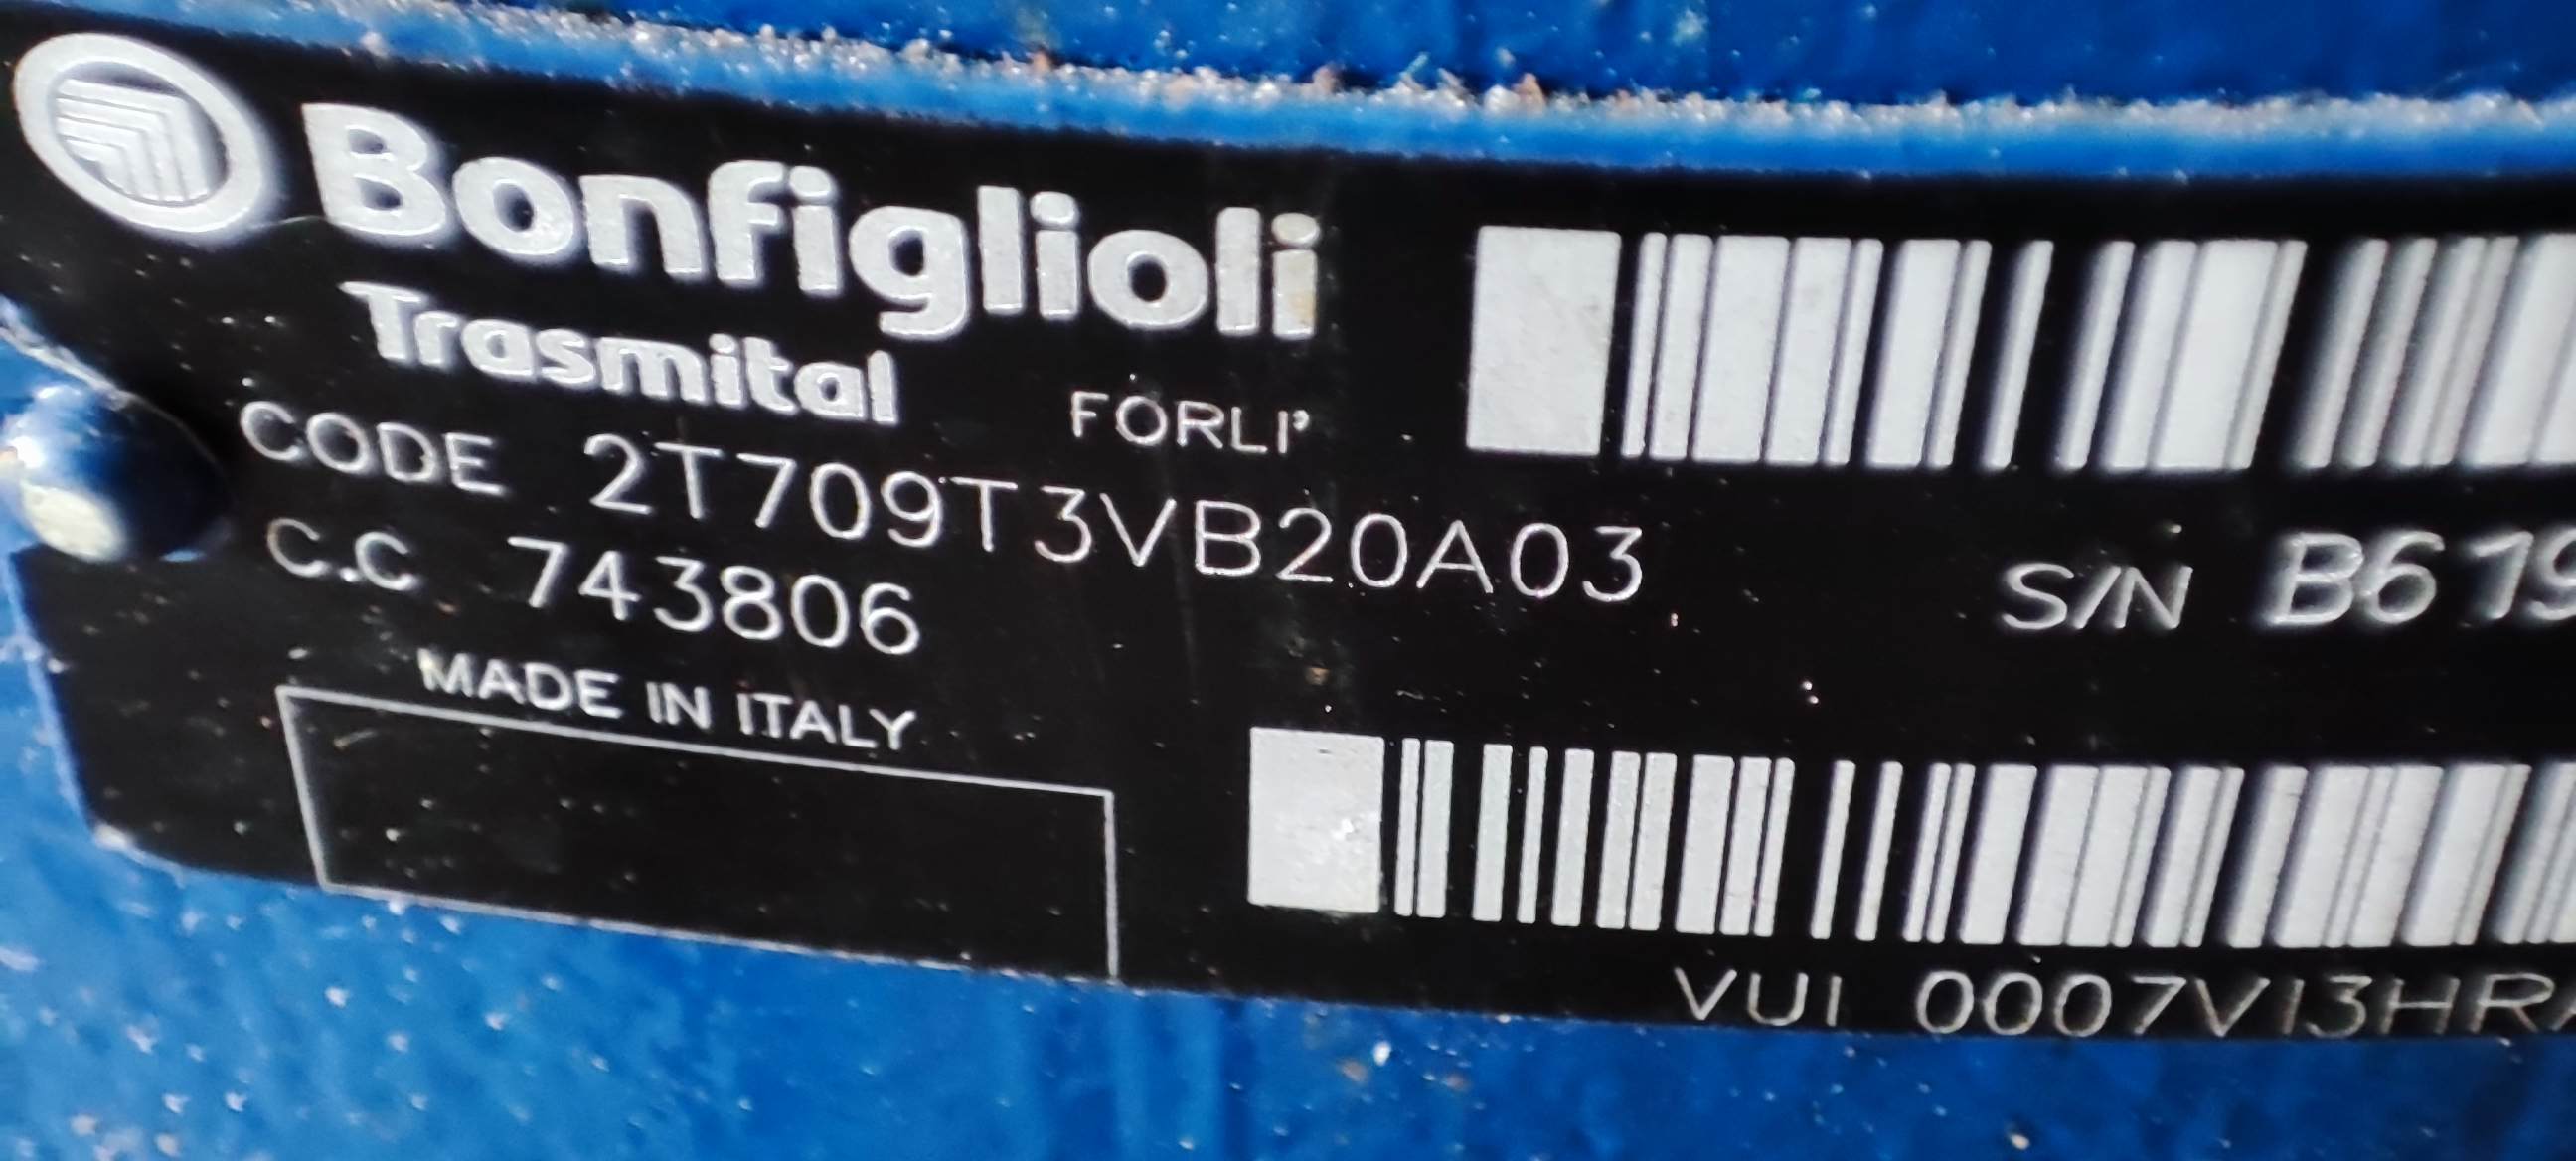 Bonfiglioli
Trasmital
FORLI'
CODE 2T709T3VB20A03
C.C 743806
S/N B619
MADE IN ITALY
VUI 0007VI3HR